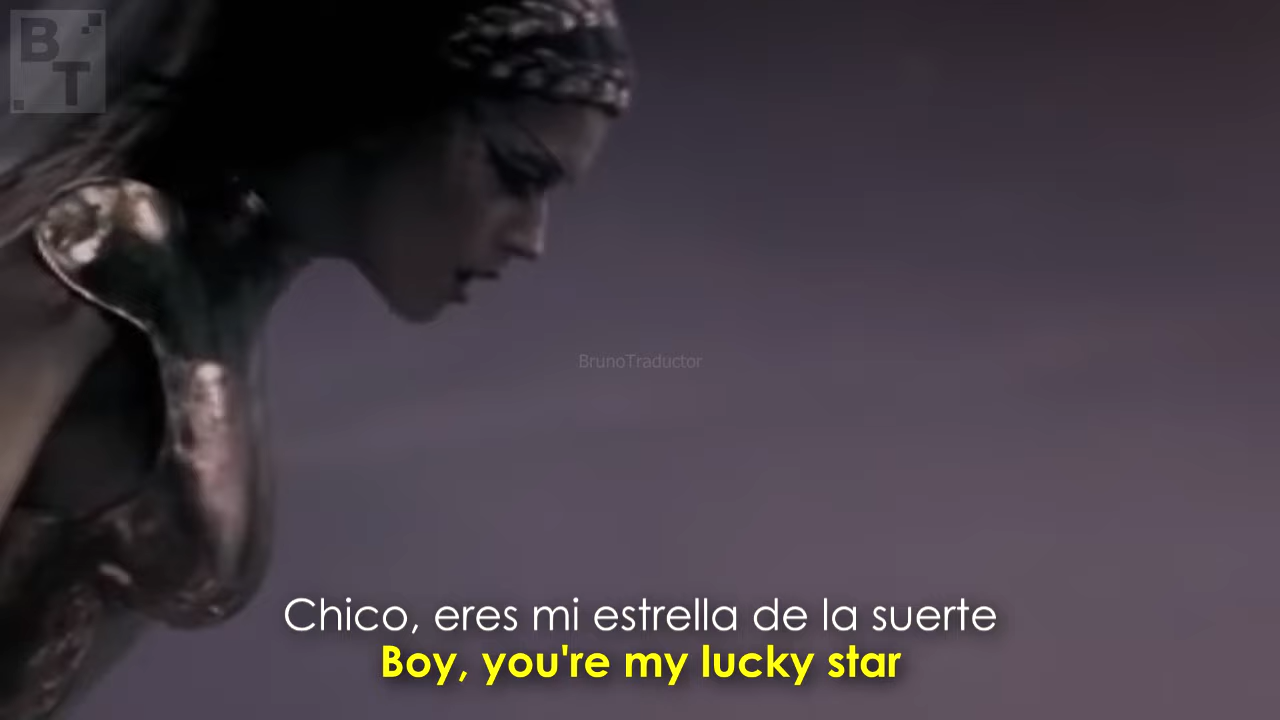 B
T
BrunoTraductor
Chico, eres mi estrella de la suerte
Boy, you're my lucky star